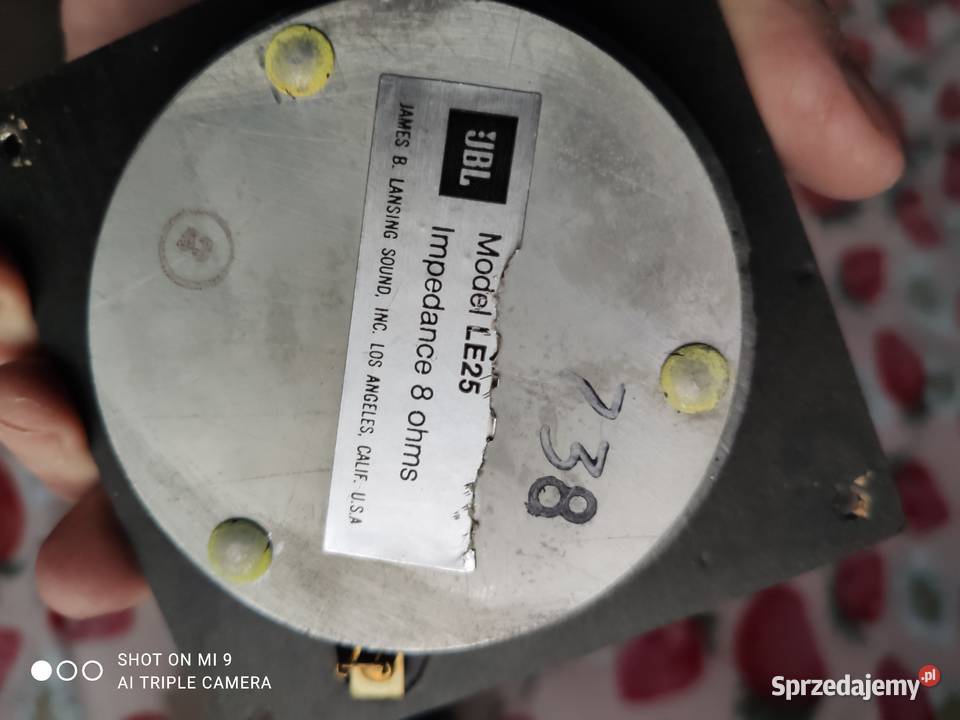 JBL
Model LE25
Impedance 8 ohms
JAMES B. LANSING SOUND, INC. LOS ANGELES, CALIF. U.S.A
738
SHOT ON MI 9
AI TRIPLE CAMERA
Sprzedajemy.pl